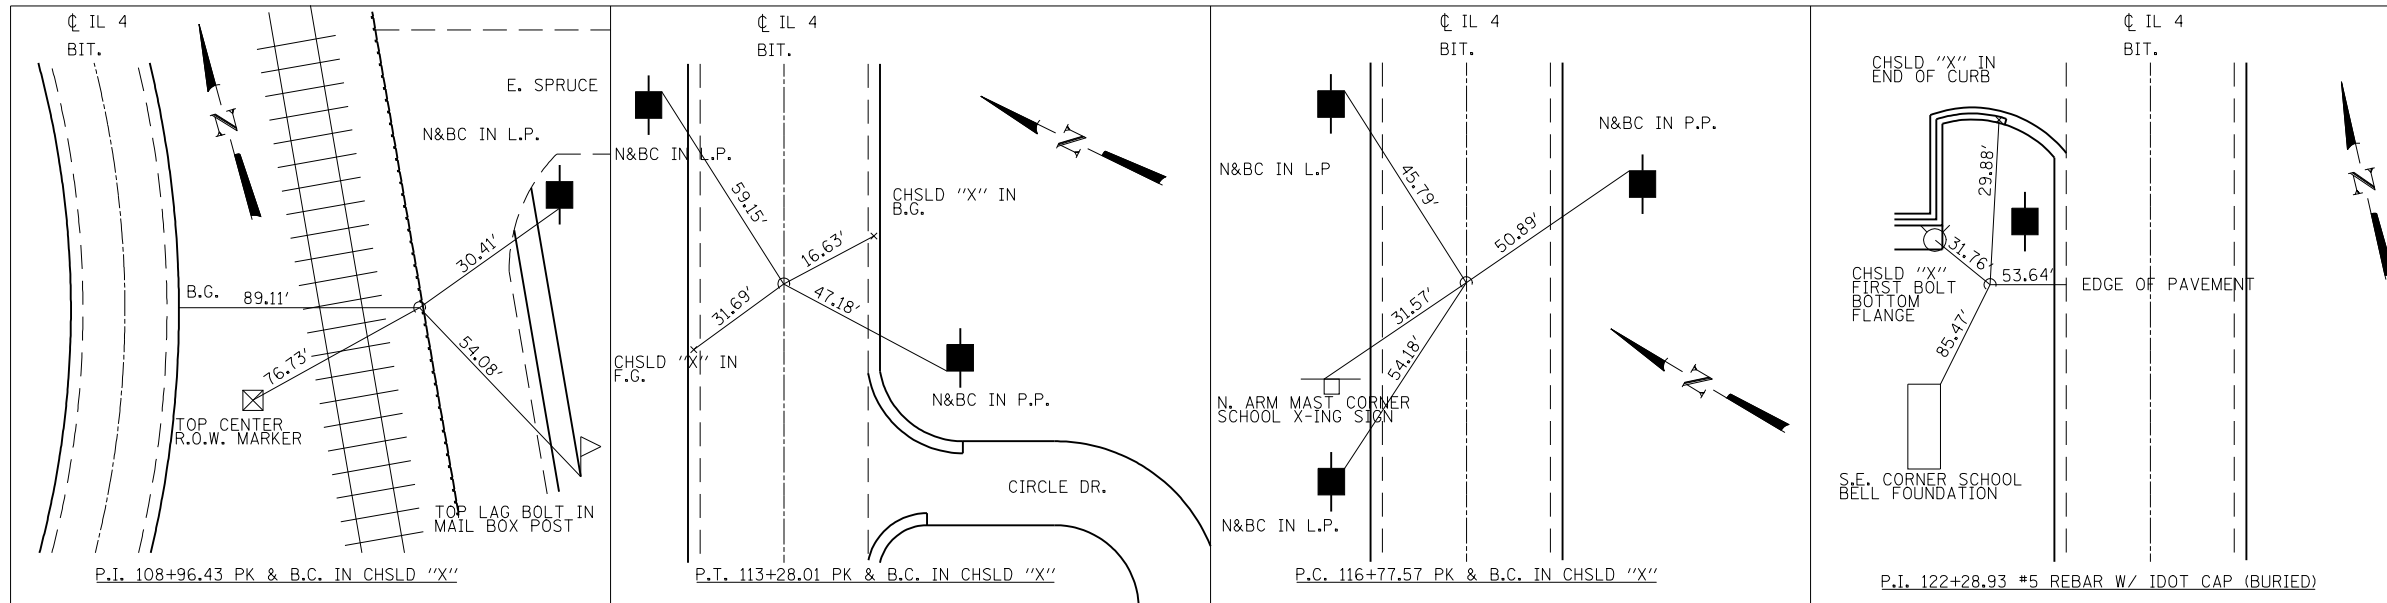 ℄ IL 4
BIT.
E. SPRUCE
N
N&BC IN L.P.
30.41'
B.G.
89.11'
76.73'
54.08'
TOP CENTER
R.O.W. MARKER
TOP LAG BOLT IN
MAIL BOX POST
P.I. 108+96.43 PK & B.C. IN CHSLD "X"
℄ IL 4
BIT.
N
N&BC IN L.P.
59.15'
CHSLD "X" IN
B.G.
16.63'
31.69'
47.18'
CHSLD "X" IN
F.G.
N&BC IN P.P.
CIRCLE DR.
P.T. 113+28.01 PK & B.C. IN CHSLD "X"
℄ IL 4
BIT.
N&BC IN P.P.
N&BC IN L.P
45.79'
50.89'
31.57'
54.18'
N
N. ARM MAST CORNER
SCHOOL X-ING SIGN
N&BC IN L.P.
P.C. 116+77.57 PK & B.C. IN CHSLD "X"
℄ IL 4
BIT.
CHSLD "X" IN
END OF CURB
29.88'
N
31.76'
53.64'
EDGE OF PAVEMENT
CHSLD "X"
FIRST BOLT
BOTTOM
FLANGE
85.47'
S.E. CORNER SCHOOL
BELL FOUNDATION
P.I. 122+28.93 #5 REBAR W/ IDOT CAP (BURIED)